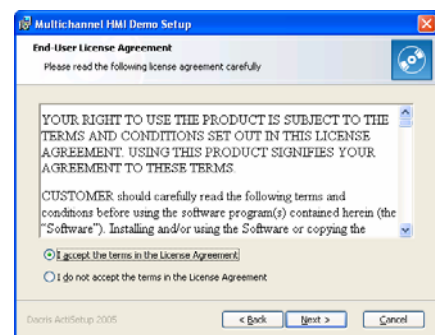 Multichannel HMI Demo Setup
End-User License Agreement
Please read the following license agreement carefully
YOUR RIGHT TO USE THE PRODUCT IS SUBJECT TO THE
TERMS AND CONDITIONS SET OUT IN THIS LICENSE
AGREEMENT. USING THIS PRODUCT SIGNIFIES YOUR
AGREEMENT TO THESE TERMS.
CUSTOMER should carefully read the following terms and
conditions before using the software program(s) contained herein (the
"Software"). Installing and/or using the Software or copying the
I accept the terms in the License Agreement
I do not accept the terms in the License Agreement
Dacris ActiSetup 2005
< Back
Next >
Cancel